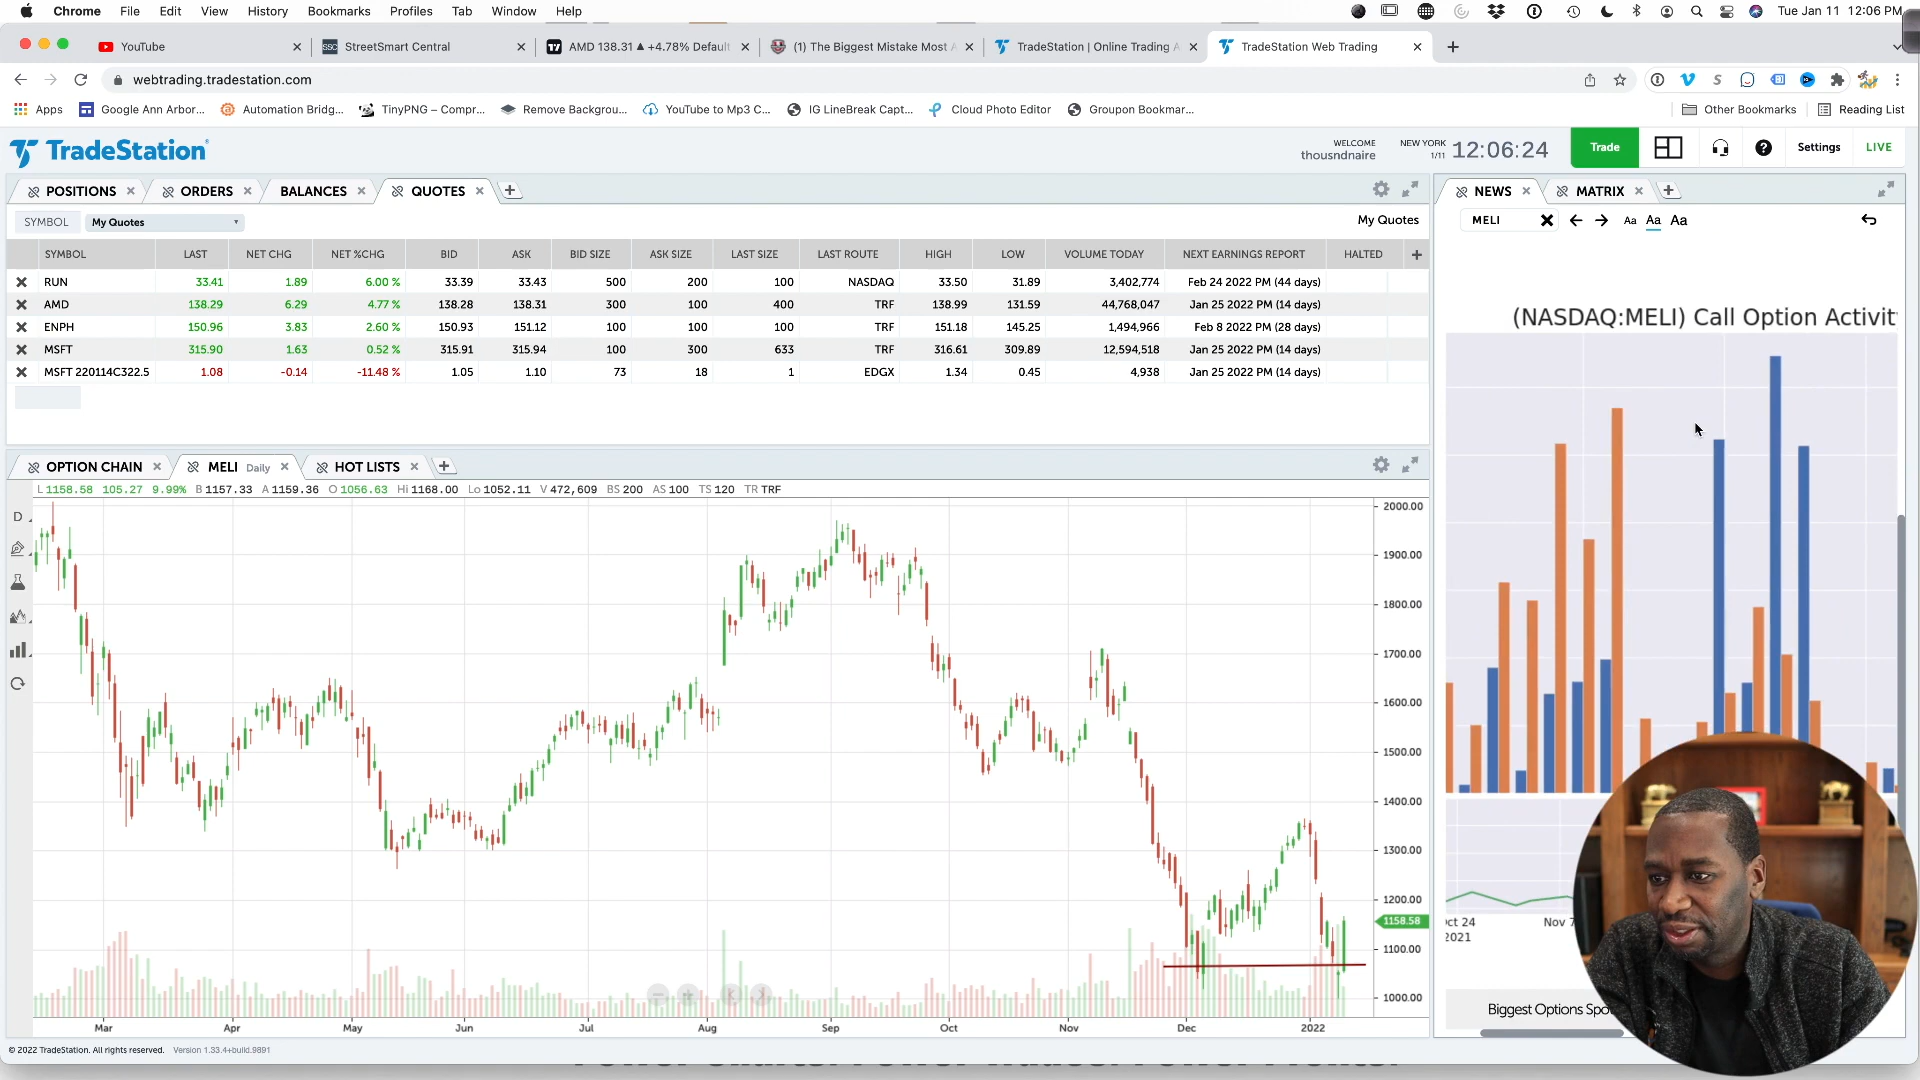 Chrome File Edit View History Bookmarks Profiles Tab Window Help Tue Jan 11 12:06 PM
YouTube StreetSmart Central AMD 138.31 ▲ +4.78% Default (1) The Biggest Mistake Most A TradeStation | Online Trading A TradeStation Web Trading
webtrading.tradestation.com
Apps Google Ann Arbor... Automation Bridg... TinyPNG – Compr... Remove Backgrou... YouTube to Mp3 C... IG LineBreak Capt... Cloud Photo Editor Groupon Bookmar... Other Bookmarks Reading List
TradeStation WELCOME thousndnaire NEW YORK 1/11 12:06:24 Trade Settings LIVE
POSITIONS ORDERS BALANCES QUOTES
SYMBOL My Quotes My Quotes
SYMBOL LAST NET CHG NET %CHG BID ASK BID SIZE ASK SIZE LAST SIZE LAST ROUTE HIGH LOW VOLUME TODAY NEXT EARNINGS REPORT HALTED
RUN 33.41 1.89 6.00 % 33.39 33.43 500 200 100 NASDAQ 33.50 31.89 3,402,774 Feb 24 2022 PM (44 days)
AMD 138.29 6.29 4.77 % 138.28 138.31 300 100 400 TRF 138.99 131.59 44,768,047 Jan 25 2022 PM (14 days)
ENPH 150.96 3.83 2.60 % 150.93 151.12 100 100 100 TRF 151.18 145.25 1,494,966 Feb 8 2022 PM (28 days)
MSFT 315.90 1.63 0.52 % 315.91 315.94 100 300 633 TRF 316.61 309.89 12,594,518 Jan 25 2022 PM (14 days)
MSFT 220114C322.5 1.08 -0.14 -11.48 % 1.05 1.10 73 18 1 EDGX 1.34 0.45 4,938 Jan 25 2022 PM (14 days)
OPTION CHAIN MELI Daily HOT LISTS
L 1158.58 105.27 9.99% B 1157.33 A 1159.36 O 1056.63 Hi 1168.00 Lo 1052.11 V 472,609 BS 200 AS 100 TS 120 TR TRF
D
2000.00
1900.00
1800.00
1700.00
1600.00
1500.00
1400.00
1300.00
1200.00
1158.58
1100.00
1000.00
Mar Apr May Jun Jul Aug Sep Oct Nov Dec 2022
© 2022 TradeStation. All rights reserved. Version 1.33.4+build.9891
NEWS MATRIX
MELI Aa Aa Aa
(NASDAQ:MELI) Call Option Activit
ct 24 Nov 7
2021
Biggest Options Spo